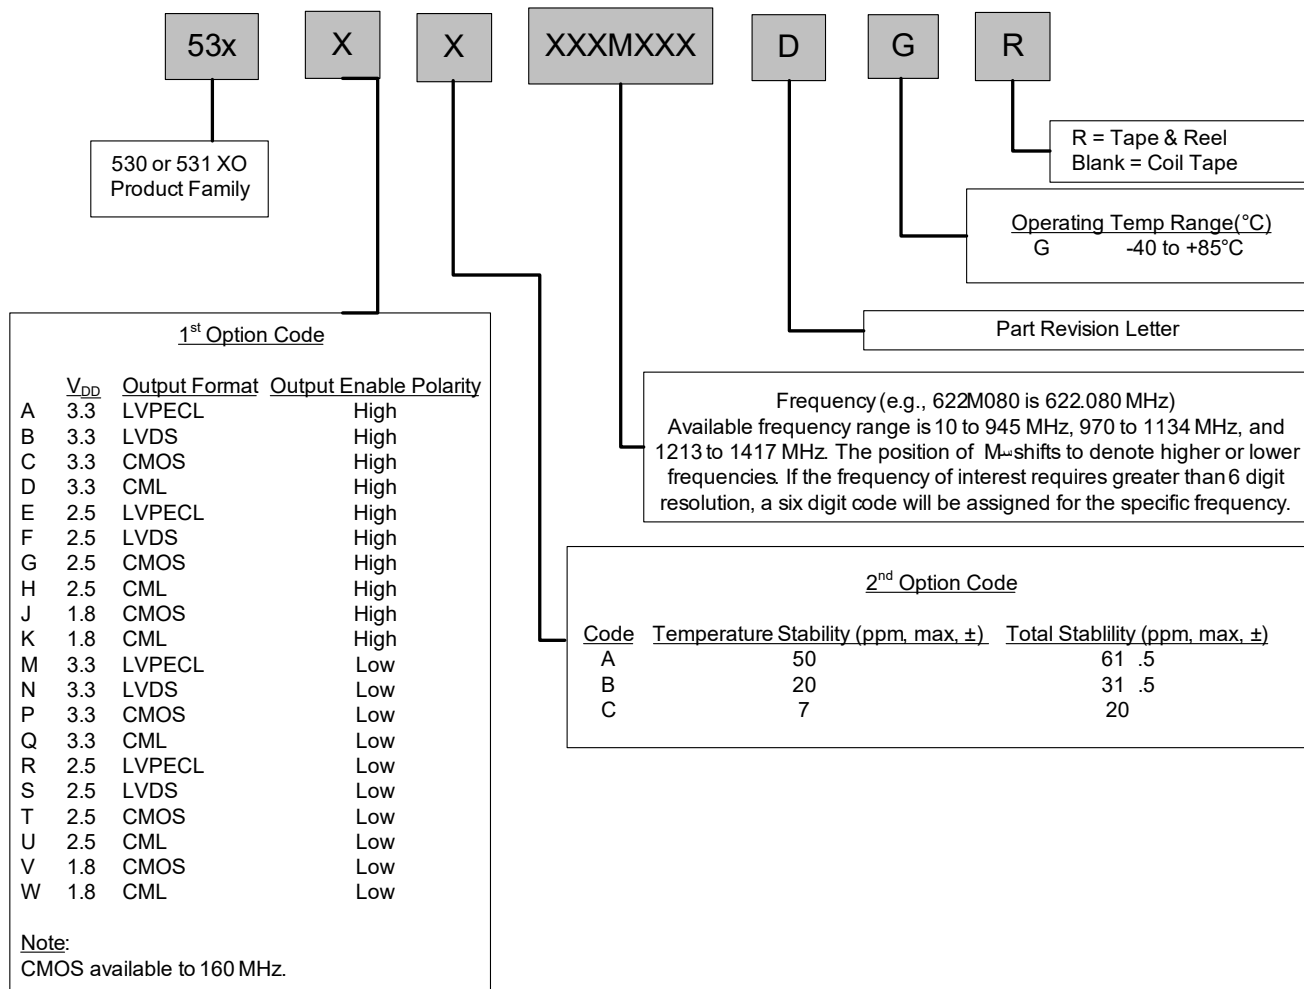 53x X X XXXMXXX D G R
R = Tape & Reel
Blank = Coil Tape
530 or 531 XO
Product Family
Operating Temp Range(°C)
G -40 to +85°C
Part Revision Letter
1st Option Code
VDD Output Format Output Enable Polarity
A 3.3 LVPECL High
B 3.3 LVDS High
C 3.3 CMOS High
D 3.3 CML High
E 2.5 LVPECL High
F 2.5 LVDS High
G 2.5 CMOS High
H 2.5 CML High
J 1.8 CMOS High
K 1.8 CML High
M 3.3 LVPECL Low
N 3.3 LVDS Low
P 3.3 CMOS Low
Q 3.3 CML Low
R 2.5 LVPECL Low
S 2.5 LVDS Low
T 2.5 CMOS Low
U 2.5 CML Low
V 1.8 CMOS Low
W 1.8 CML Low
Note:
CMOS available to 160 MHz.
Frequency (e.g., 622M080 is 622.080 MHz)
Available frequency range is 10 to 945 MHz, 970 to 1134 MHz, and
1213 to 1417 MHz. The position of M shifts to denote higher or lower
frequencies. If the frequency of interest requires greater than 6 digit
resolution, a six digit code will be assigned for the specific frequency.
2nd Option Code
Code Temperature Stability (ppm, max, ±) Total Stablility (ppm, max, ±)
A 50 61 .5
B 20 31 .5
C 7 20